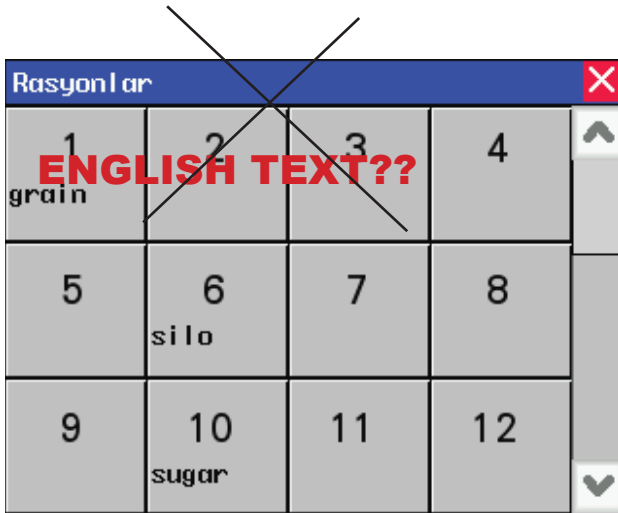 Rasyonlar
1 2 3 4
ENGLISH TEXT??
grain
5 6 7 8
silo
9 10 11 12
sugar